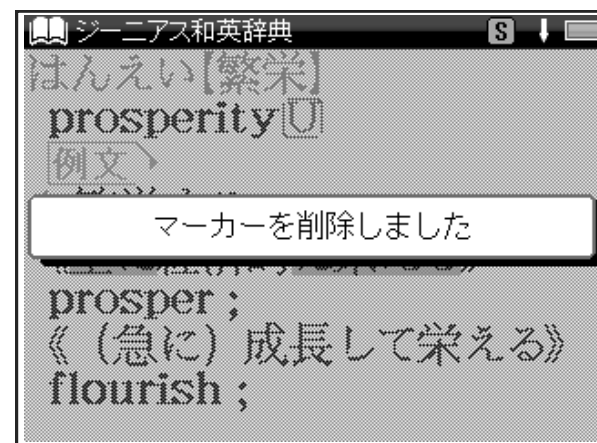 ジーニアス和英辞典 S
はんえい【繁栄】
prosperity U
例文
マーカーを削除しました
prosper ;
《（急に）成長して栄える》
flourish ;